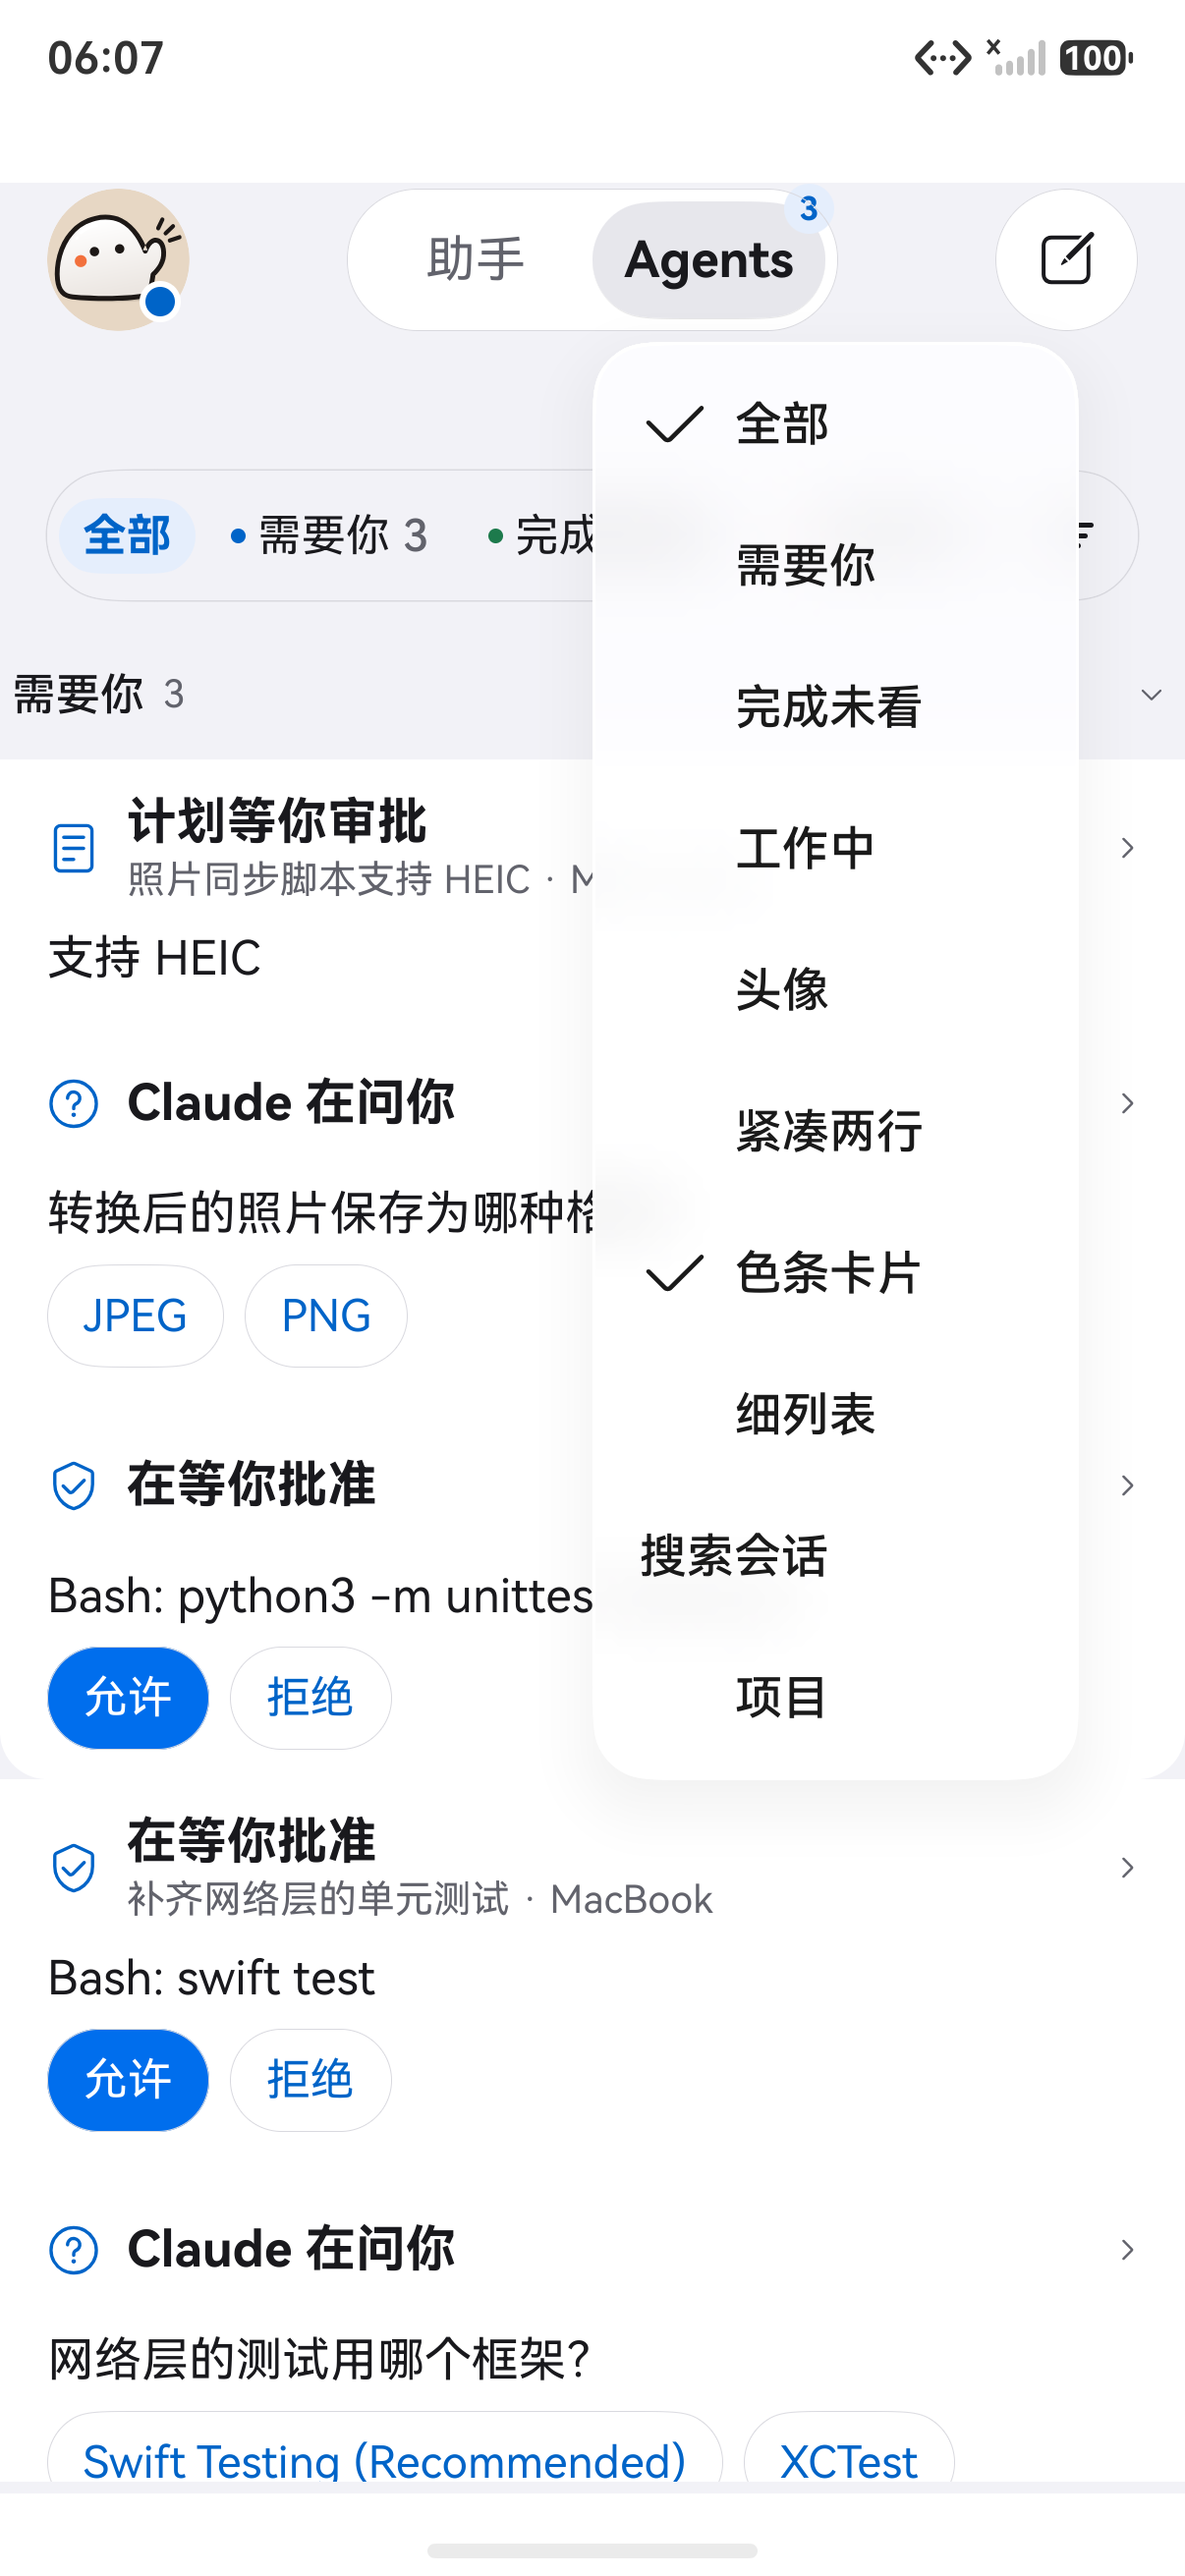 06:07
100
助手
Agents
3
全部
需要你
完成未看
工作中
头像
紧凑两行
色条卡片
细列表
搜索会话
项目
全部
需要你 3
完成
需要你 3
计划等你审批
照片同步脚本支持 HEIC ·
支持 HEIC
Claude 在问你
转换后的照片保存为哪种格
JPEG
PNG
在等你批准
Bash: python3 -m unittes
允许
拒绝
在等你批准
补齐网络层的单元测试 · MacBook
Bash: swift test
允许
拒绝
Claude 在问你
网络层的测试用哪个框架?
Swift Testing (Recommended)
XCTest